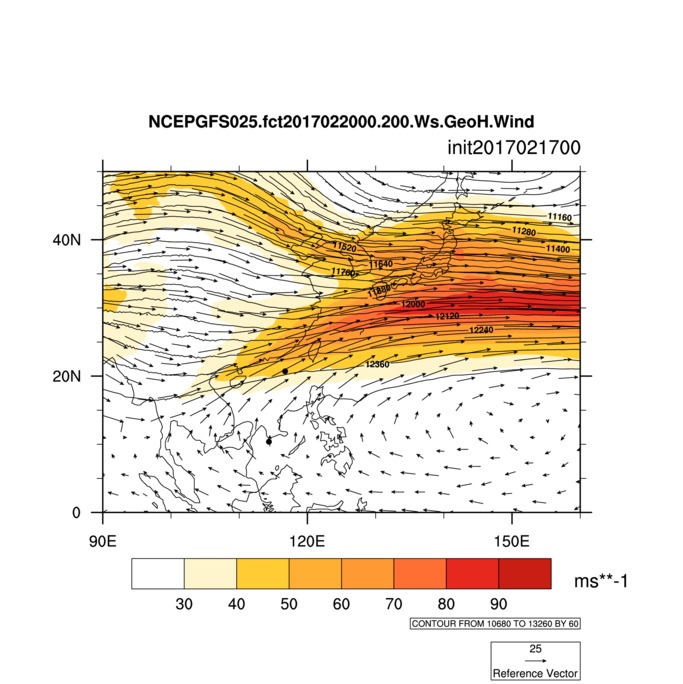 NCEPGFS025.fct2017022000.200.Ws.GeoH.Wind
init2017021700
11160
11280
11400
11520
11640
11760
11880
12000
12120
12240
12360
40N
20N
0
90E 120E 150E
30 40 50 60 70 80 90
ms**-1
CONTOUR FROM 10680 TO 13260 BY 60
25
Reference Vector